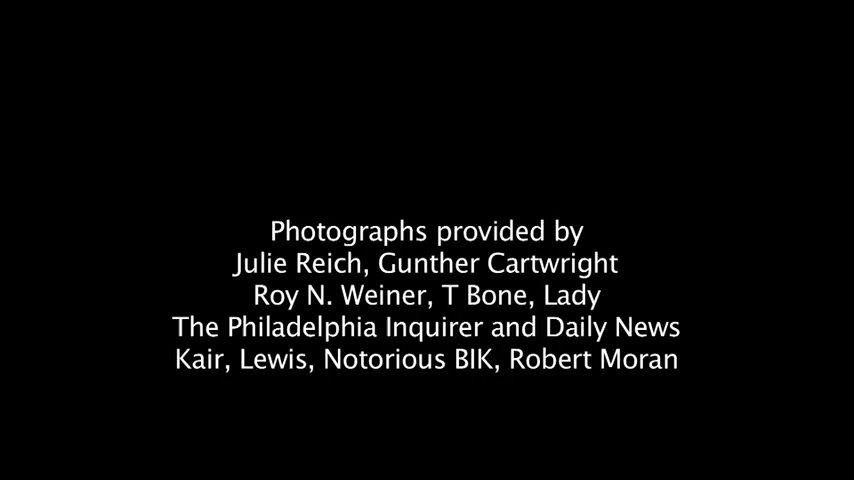 Photographs provided by
Julie Reich, Gunther Cartwright
Roy N. Weiner, T Bone, Lady
The Philadelphia Inquirer and Daily News
Kair, Lewis, Notorious BIK, Robert Moran